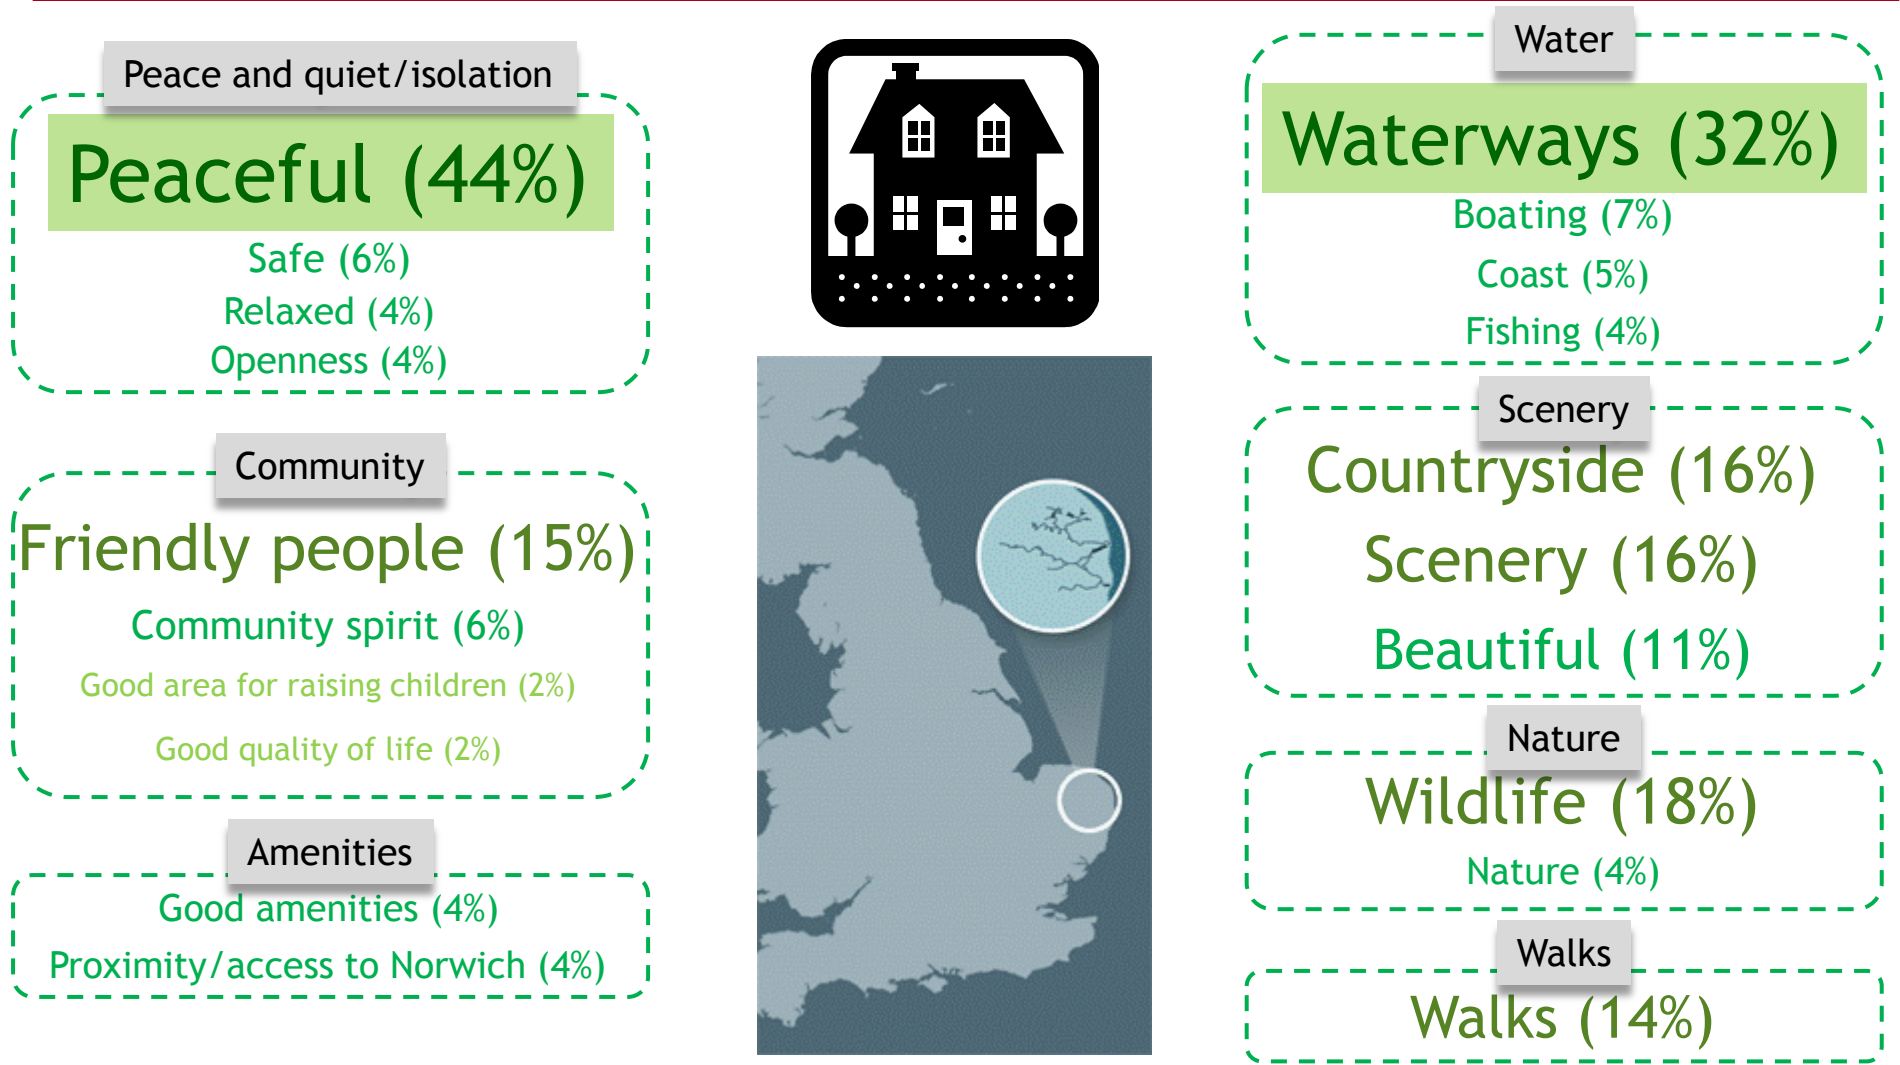 Peace and quiet/isolation
Peaceful (44%)
Safe (6%)
Relaxed (4%)
Openness (4%)
Community
Friendly people (15%)
Community spirit (6%)
Good area for raising children (2%)
Good quality of life (2%)
Amenities
Good amenities (4%)
Proximity/access to Norwich (4%)
Water
Waterways (32%)
Boating (7%)
Coast (5%)
Fishing (4%)
Scenery
Countryside (16%)
Scenery (16%)
Beautiful (11%)
Nature
Wildlife (18%)
Nature (4%)
Walks
Walks (14%)